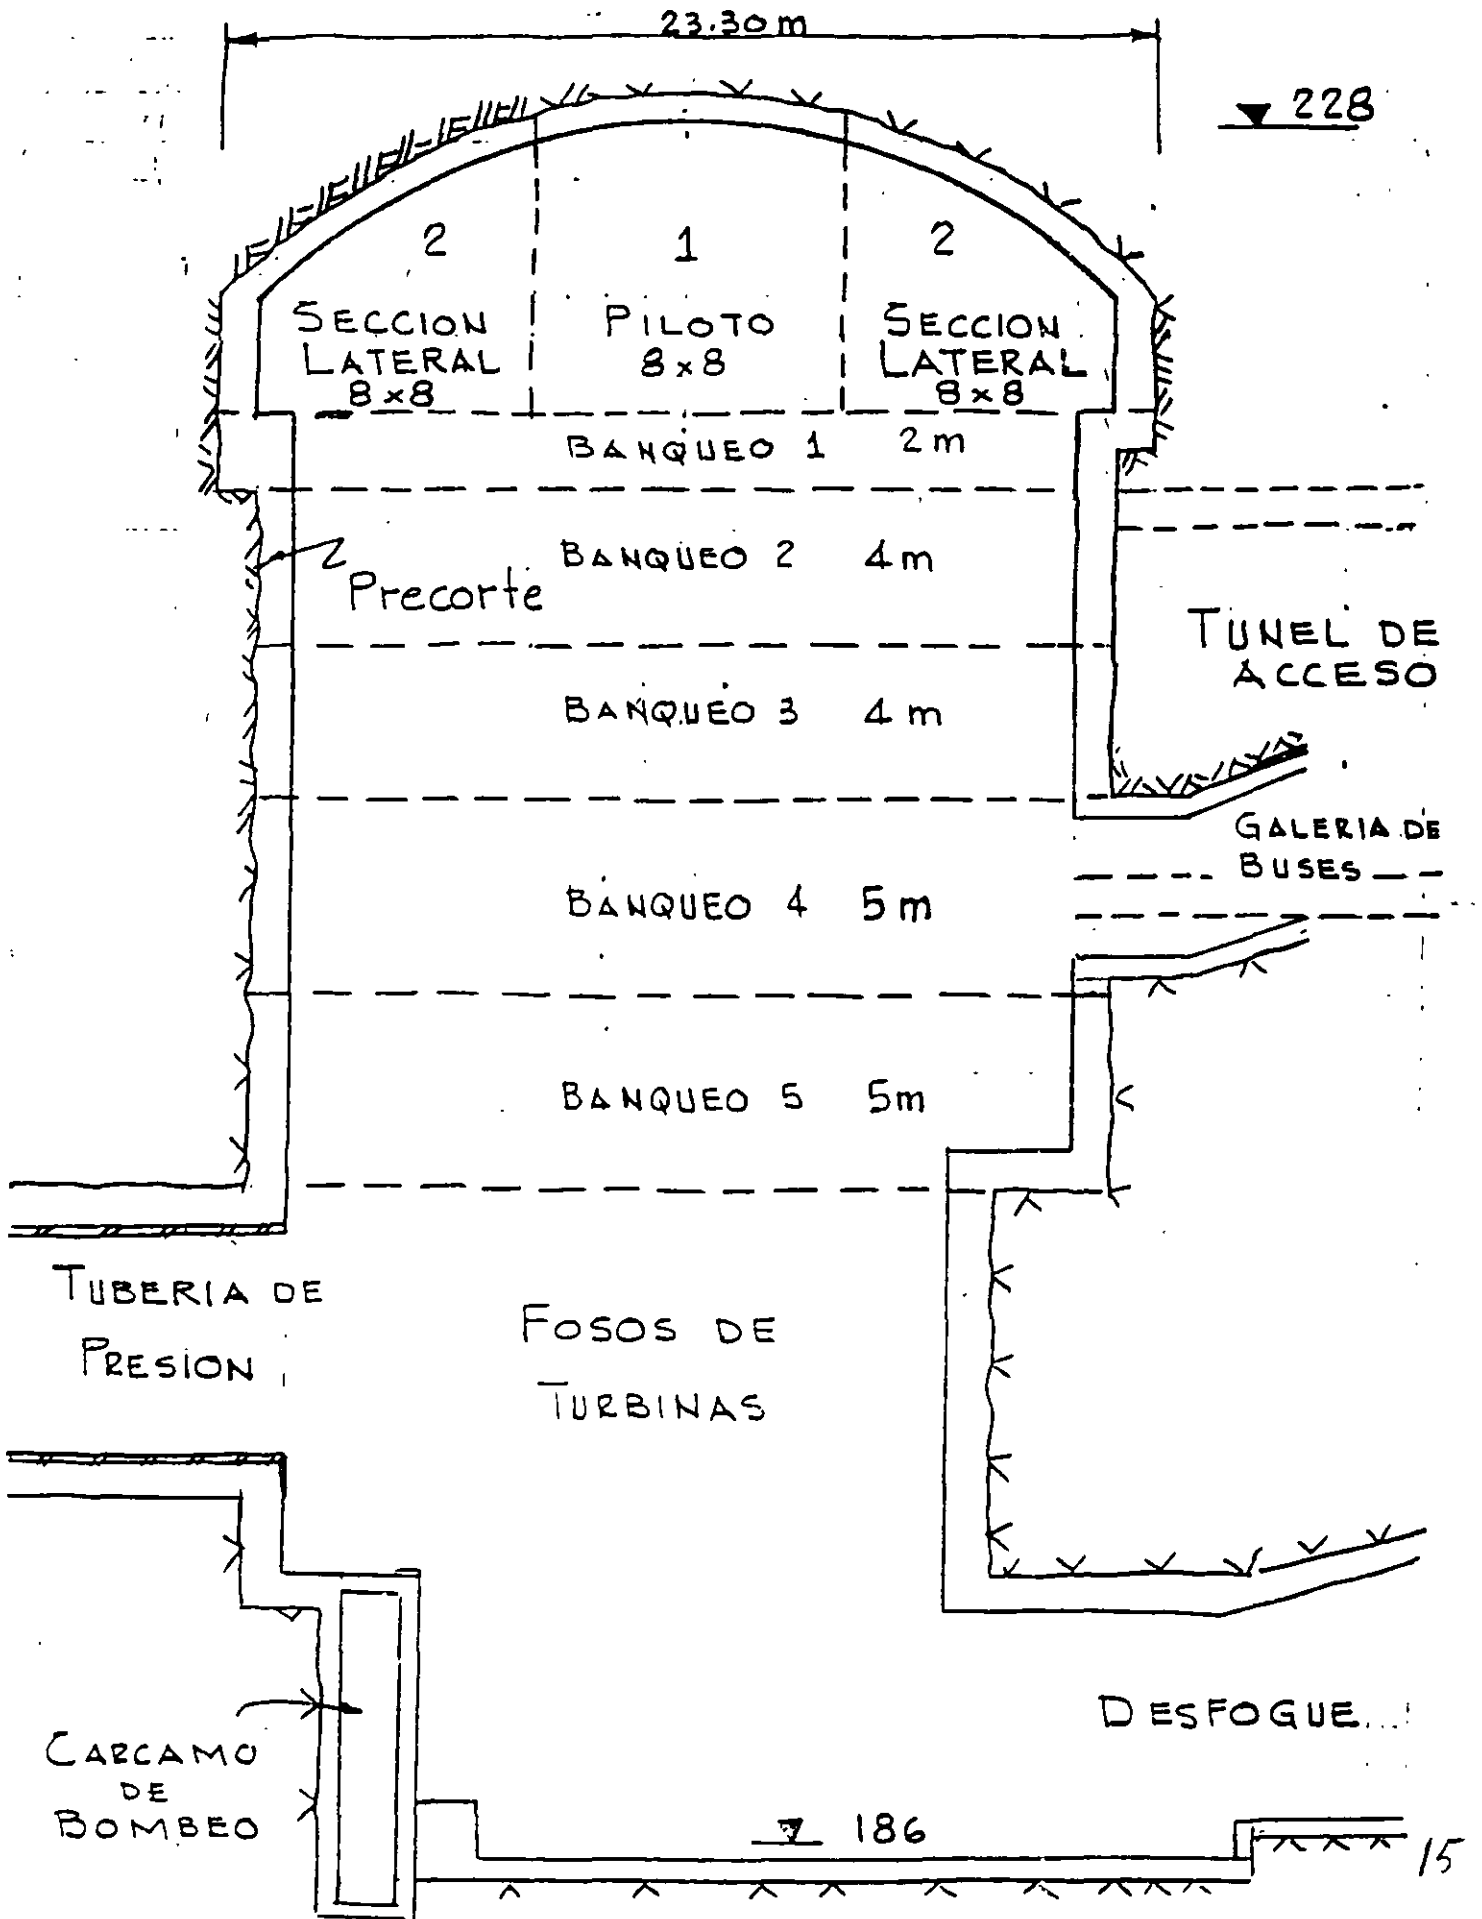 23.30 m
228
2
1
2
SECCION
LATERAL
8x8
PILOTO
8x8
SECCION
LATERAL
8x8
BANQUEO 1 2m
BANQUEO 2 4m
Precorte
TUNEL DE
ACCESO
BANQUEO 3 4m
GALERIA DE
BUSES
BANQUEO 4 5m
BANQUEO 5 5m
TUBERIA DE
PRESION
FOSOS DE
TURBINAS
DESFOGUE
CARCAMO
DE
BOMBEO
186
15